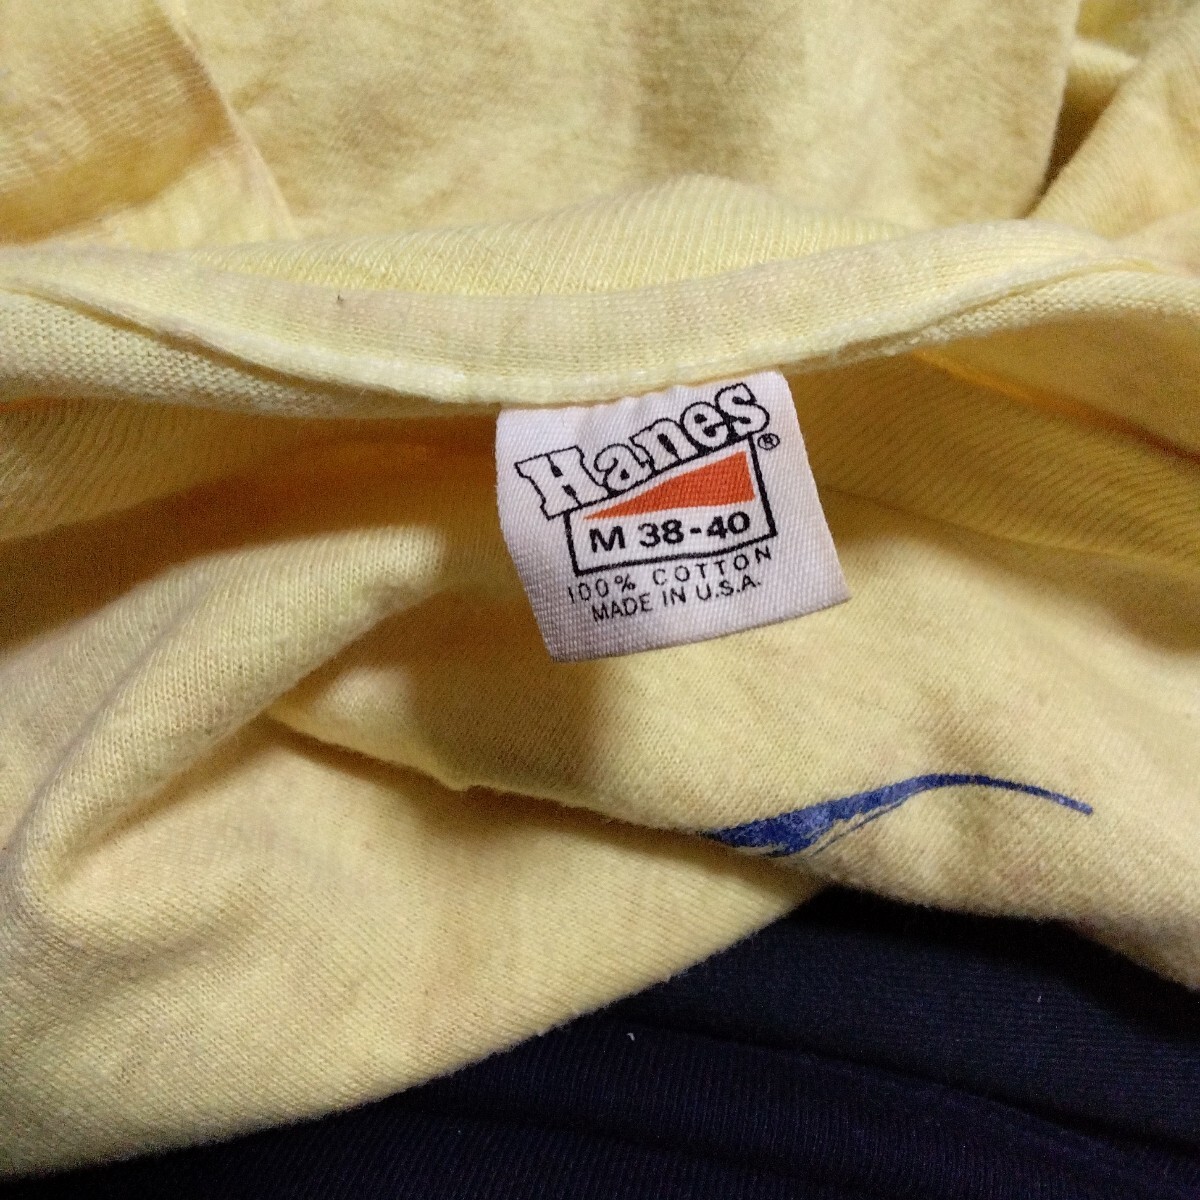 Hanes®
M 38-40
100% COTTON
MADE IN U.S.A.